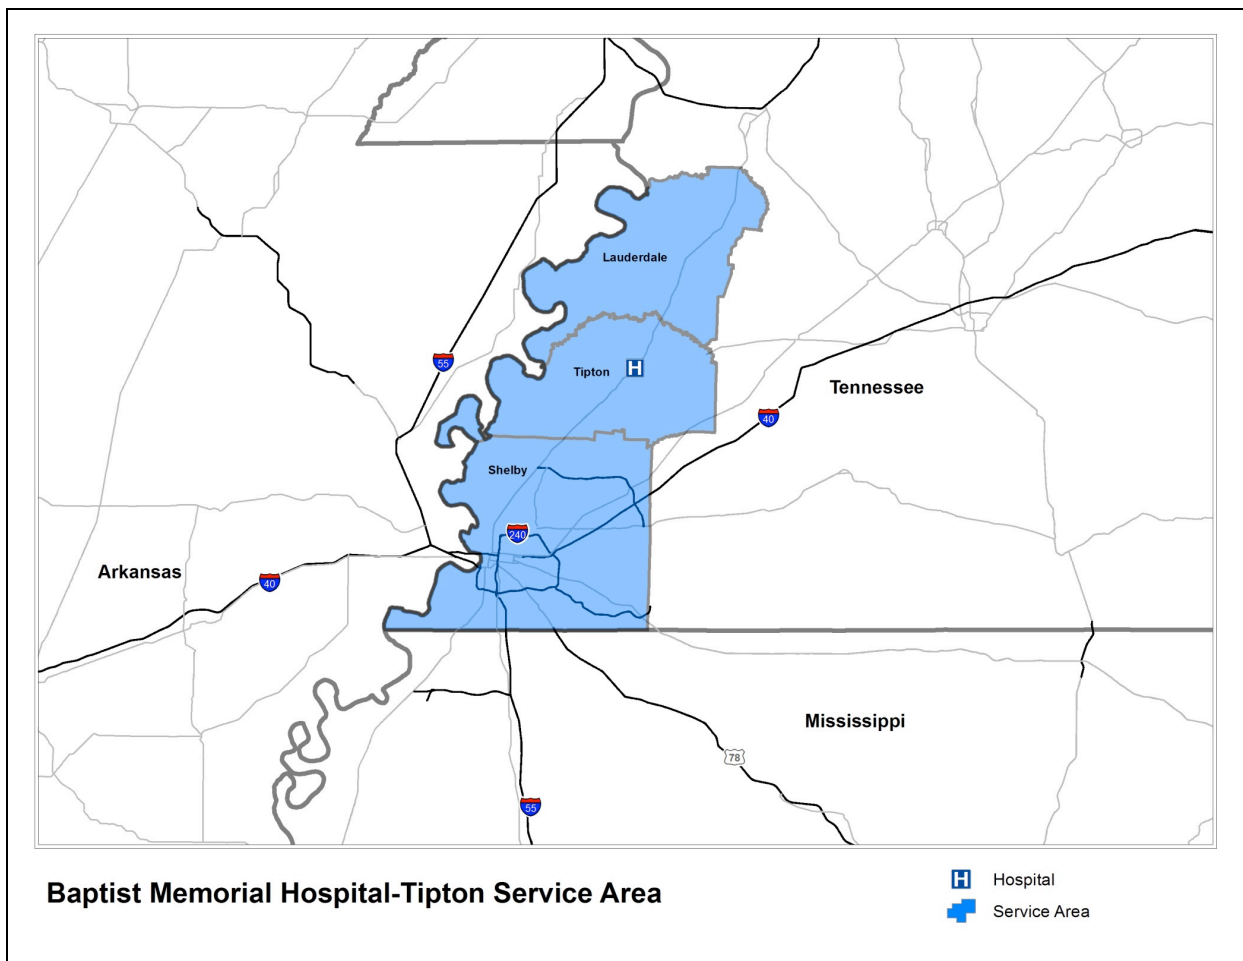 Lauderdale
55
Tipton
H
Tennessee
40
Shelby
240
Arkansas
40
Mississippi
78
55
Baptist Memorial Hospital-Tipton Service Area
H Hospital
Service Area